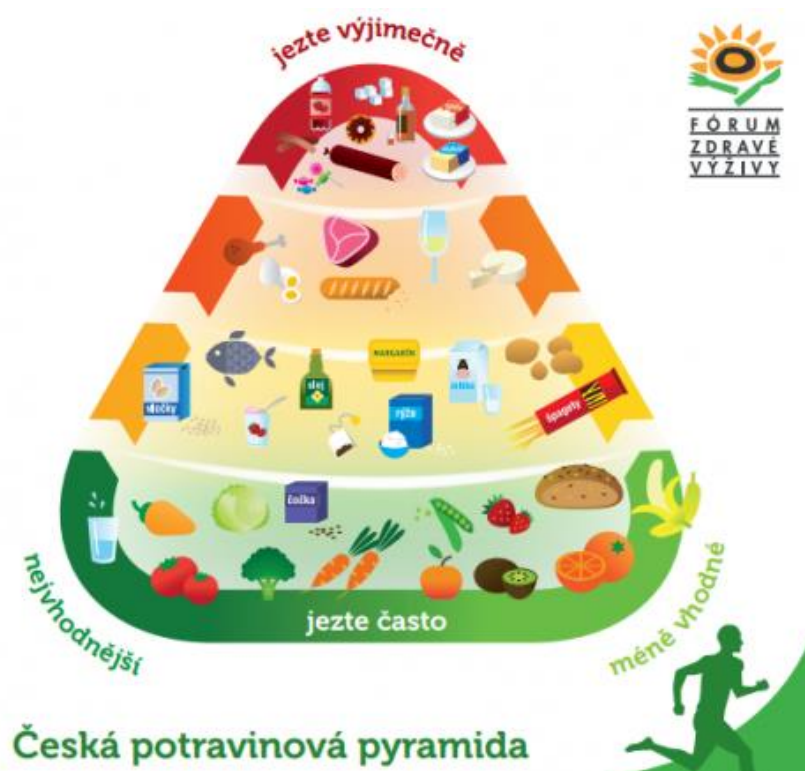 jezte výjimečně
FÓRUM
ZDRAVÉ
VÝŽIVY
MARGARÍN
olej
vločky
rýže
špagety
čočka
nejvhodnější
jezte často
méně vhodné
Česká potravinová pyramida